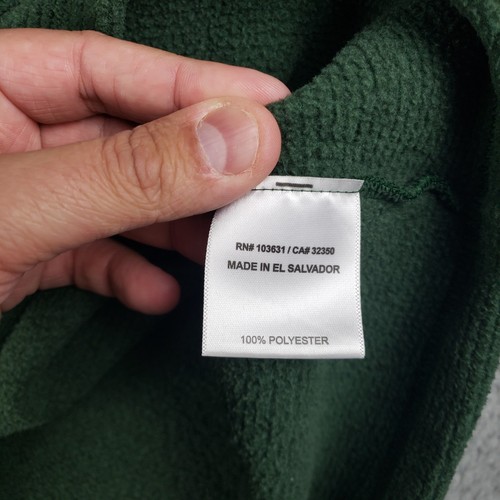 RN# 103631 / CA# 32350
MADE IN EL SALVADOR
100% POLYESTER